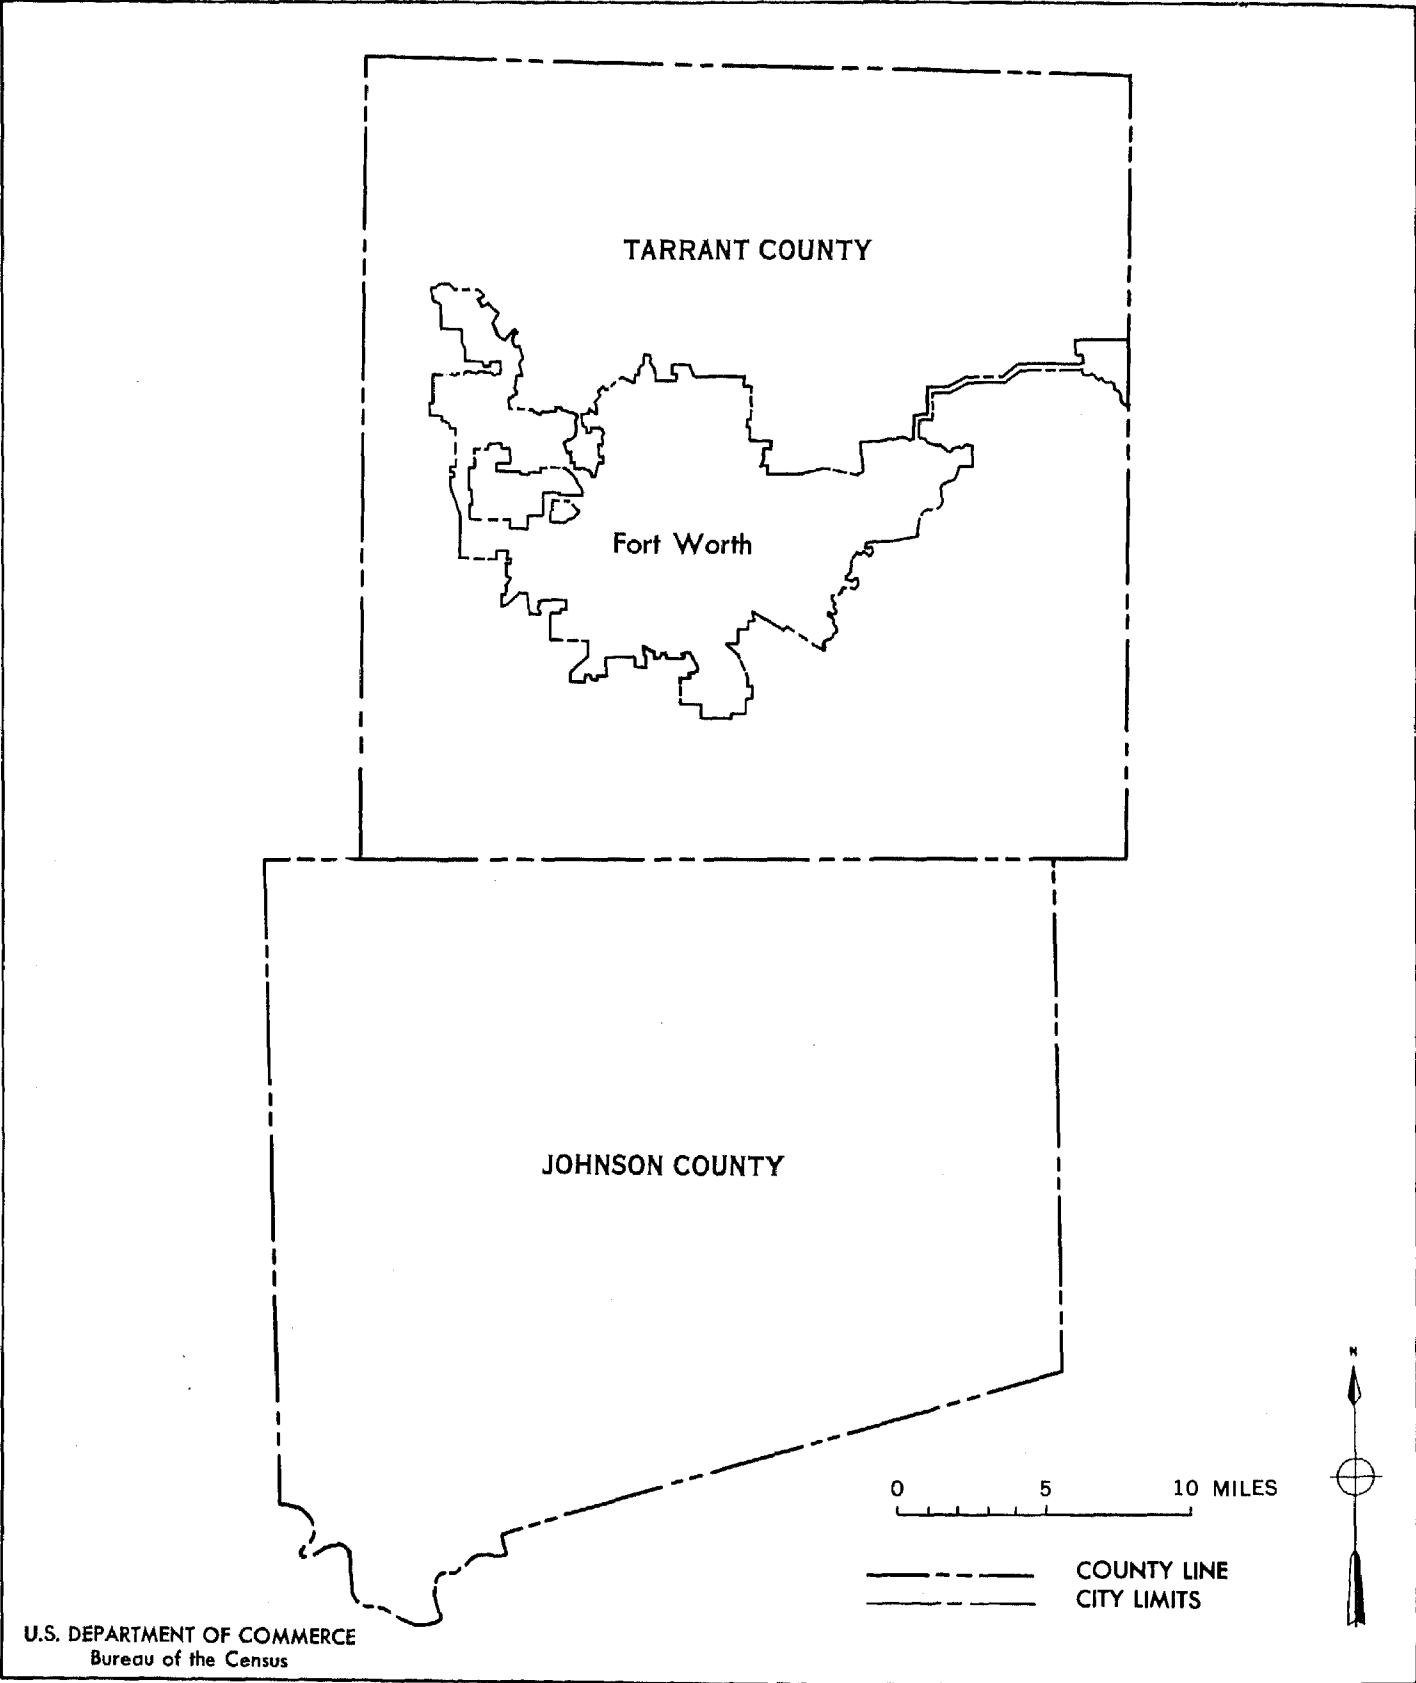 TARRANT COUNTY
Fort Worth
JOHNSON COUNTY
N
0 5 10 MILES
COUNTY LINE
CITY LIMITS
U.S. DEPARTMENT OF COMMERCE
Bureau of the Census